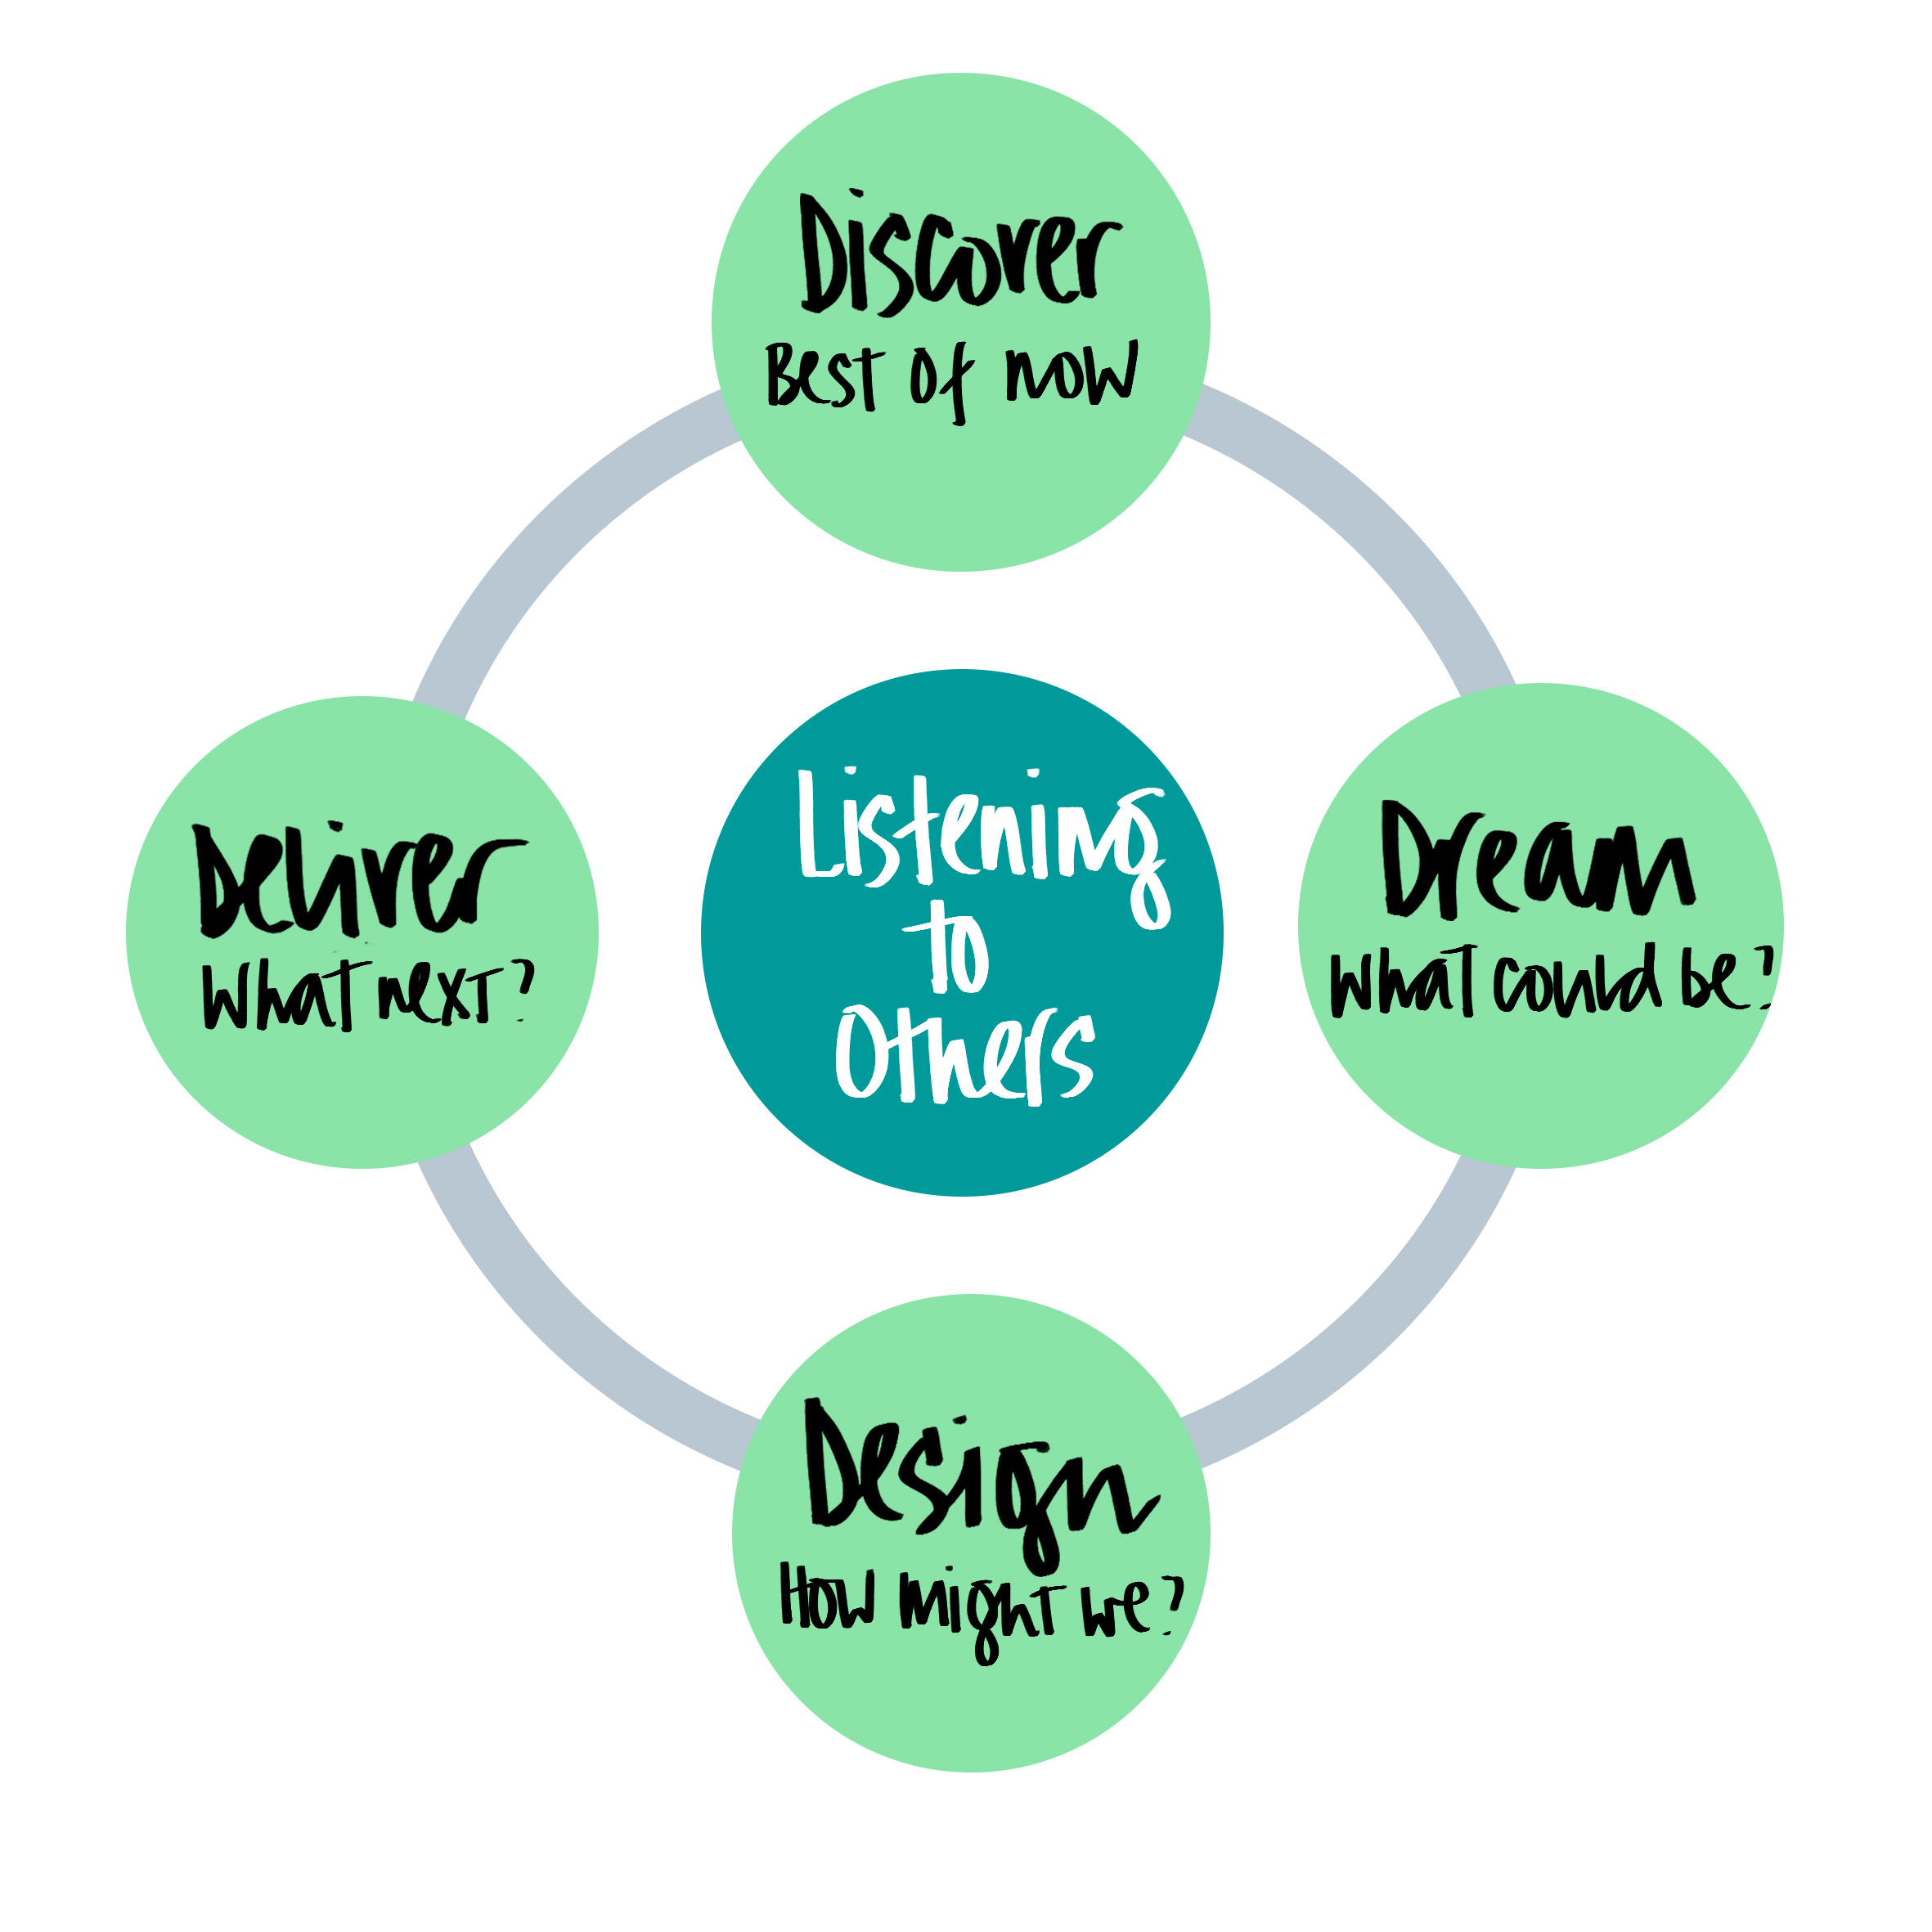 Discover
Best of now
Dream
What could be?
Design
How might we?
Deliver
What next?
Listening
to
others